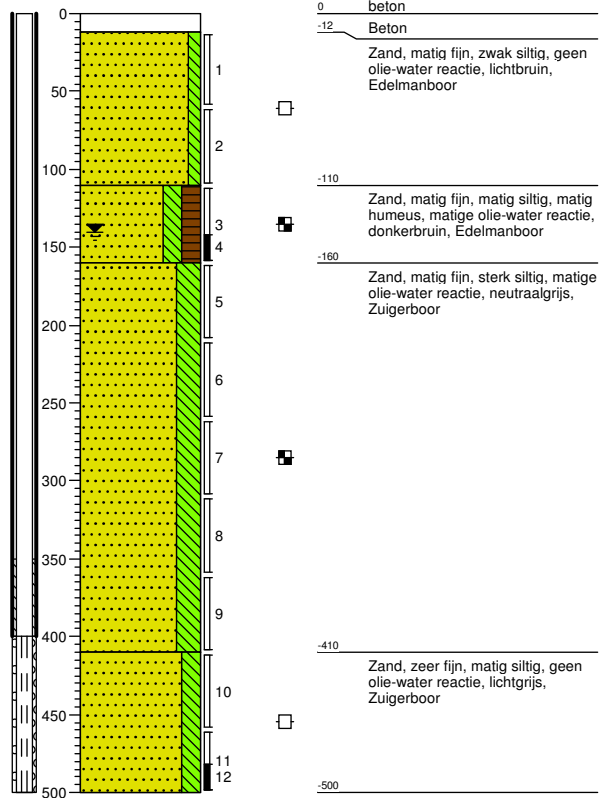 0
50
100
150
200
250
300
350
400
450
500
1
2
3
4
5
6
7
8
9
10
11
12
0 beton
-12 Beton
Zand, matig fijn, zwak siltig, geen
olie-water reactie, lichtbruin,
Edelmanboor
-110
Zand, matig fijn, matig siltig, matig
humeus, matige olie-water reactie,
donkerbruin, Edelmanboor
-160
Zand, matig fijn, sterk siltig, matige
olie-water reactie, neutraalgrijs,
Zuigerboor
-410
Zand, zeer fijn, matig siltig, geen
olie-water reactie, lichtgrijs,
Zuigerboor
-500